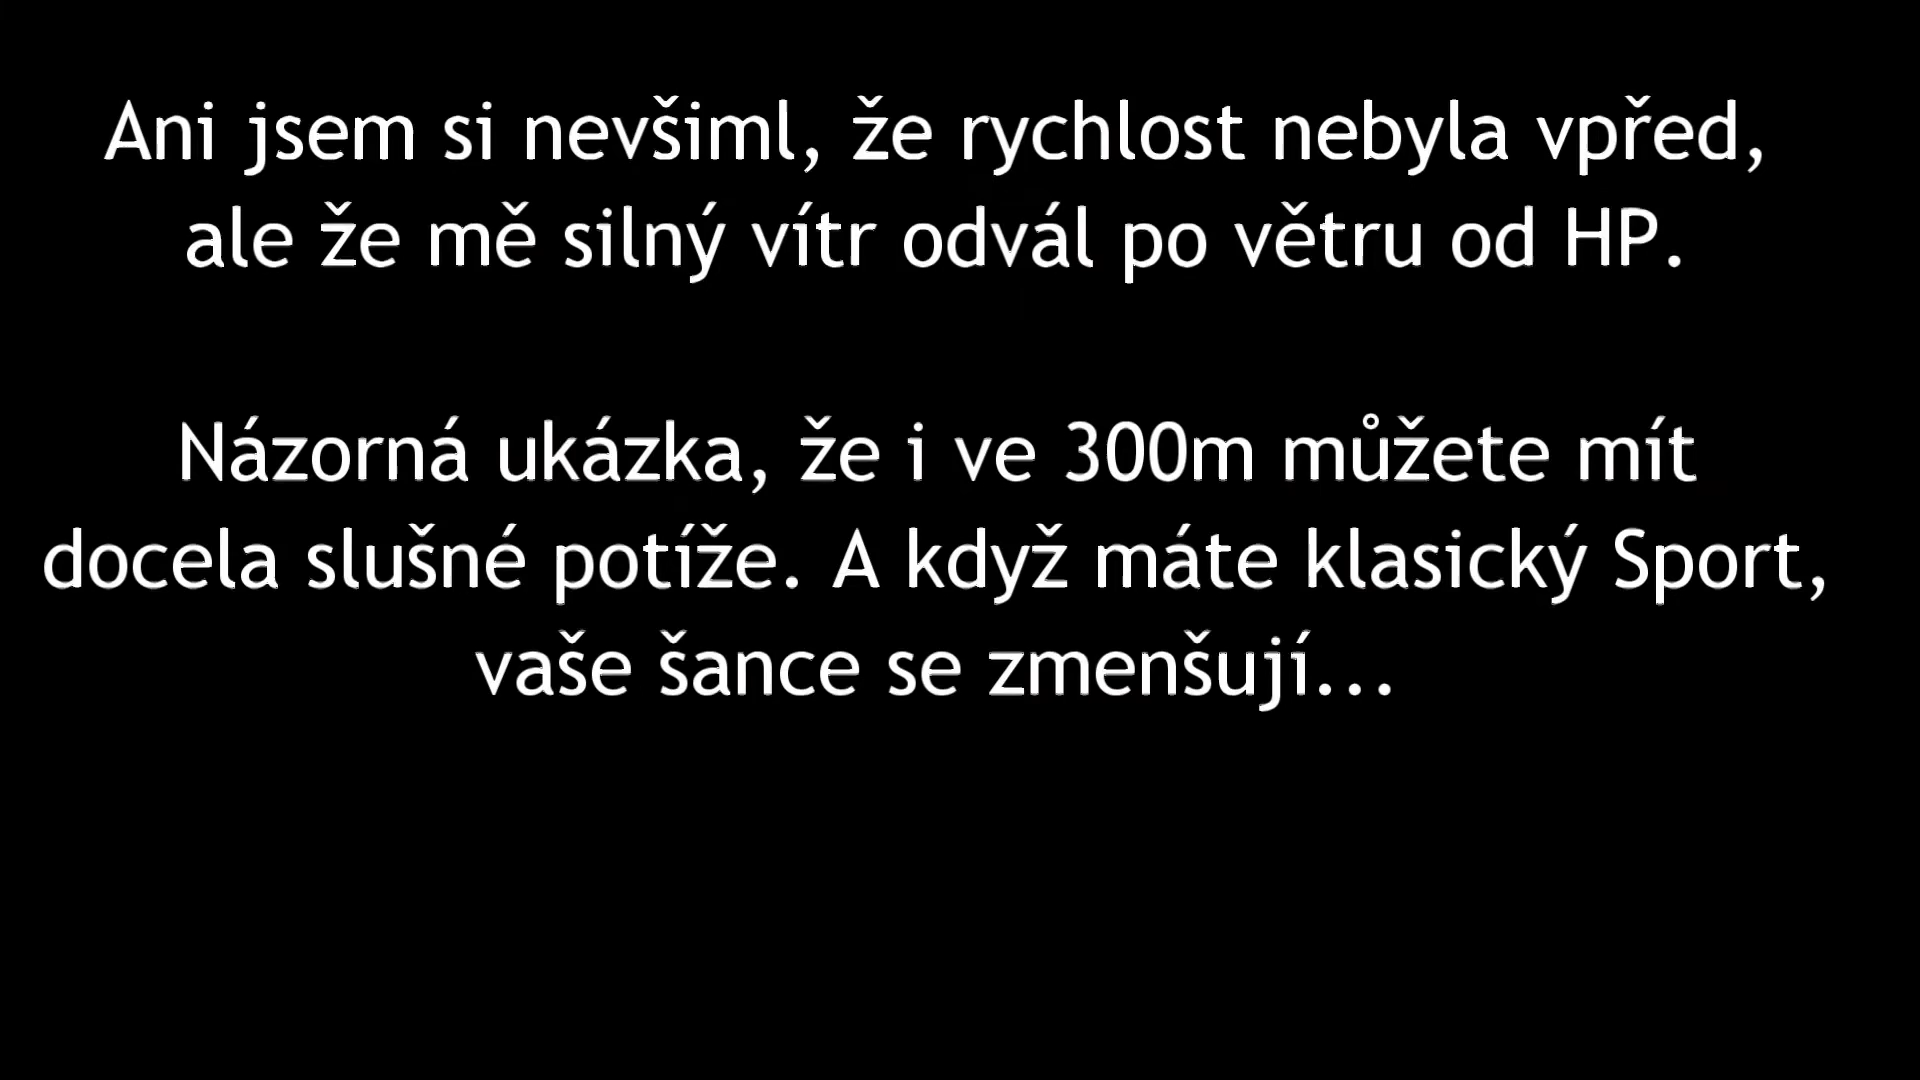 Ani jsem si nevšiml, že rychlost nebyla vpřed,
ale že mě silný vítr odvál po větru od HP.
Názorná ukázka, že i ve 300m můžete mít
docela slušné potíže. A když máte klasický Sport,
vaše šance se zmenšují...